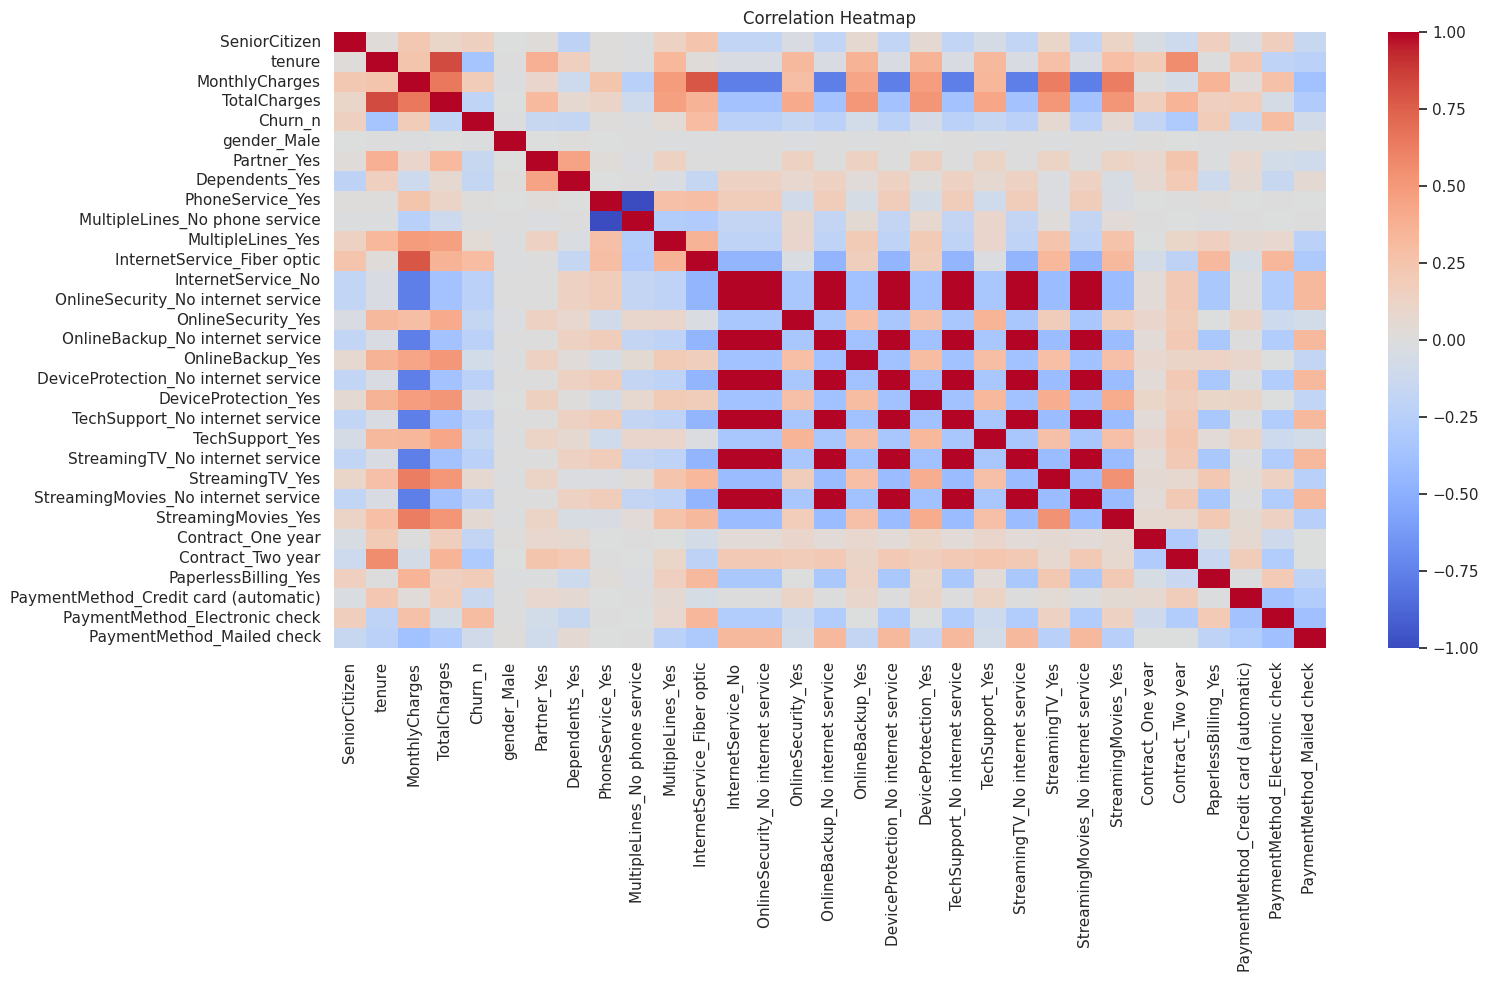 Correlation Heatmap
SeniorCitizen
tenure
MonthlyCharges
TotalCharges
Churn_n
gender_Male
Partner_Yes
Dependents_Yes
PhoneService_Yes
MultipleLines_No phone service
MultipleLines_Yes
InternetService_Fiber optic
InternetService_No
OnlineSecurity_No internet service
OnlineSecurity_Yes
OnlineBackup_No internet service
OnlineBackup_Yes
DeviceProtection_No internet service
DeviceProtection_Yes
TechSupport_No internet service
TechSupport_Yes
StreamingTV_No internet service
StreamingTV_Yes
StreamingMovies_No internet service
StreamingMovies_Yes
Contract_One year
Contract_Two year
PaperlessBilling_Yes
PaymentMethod_Credit card (automatic)
PaymentMethod_Electronic check
PaymentMethod_Mailed check
SeniorCitizen
tenure
MonthlyCharges
TotalCharges
Churn_n
gender_Male
Partner_Yes
Dependents_Yes
PhoneService_Yes
MultipleLines_No phone service
MultipleLines_Yes
InternetService_Fiber optic
InternetService_No
OnlineSecurity_No internet service
OnlineSecurity_Yes
OnlineBackup_No internet service
OnlineBackup_Yes
DeviceProtection_No internet service
DeviceProtection_Yes
TechSupport_No internet service
TechSupport_Yes
StreamingTV_No internet service
StreamingTV_Yes
StreamingMovies_No internet service
StreamingMovies_Yes
Contract_One year
Contract_Two year
PaperlessBilling_Yes
PaymentMethod_Credit card (automatic)
PaymentMethod_Electronic check
PaymentMethod_Mailed check
1.00
0.75
0.50
0.25
0.00
−0.25
−0.50
−0.75
−1.00